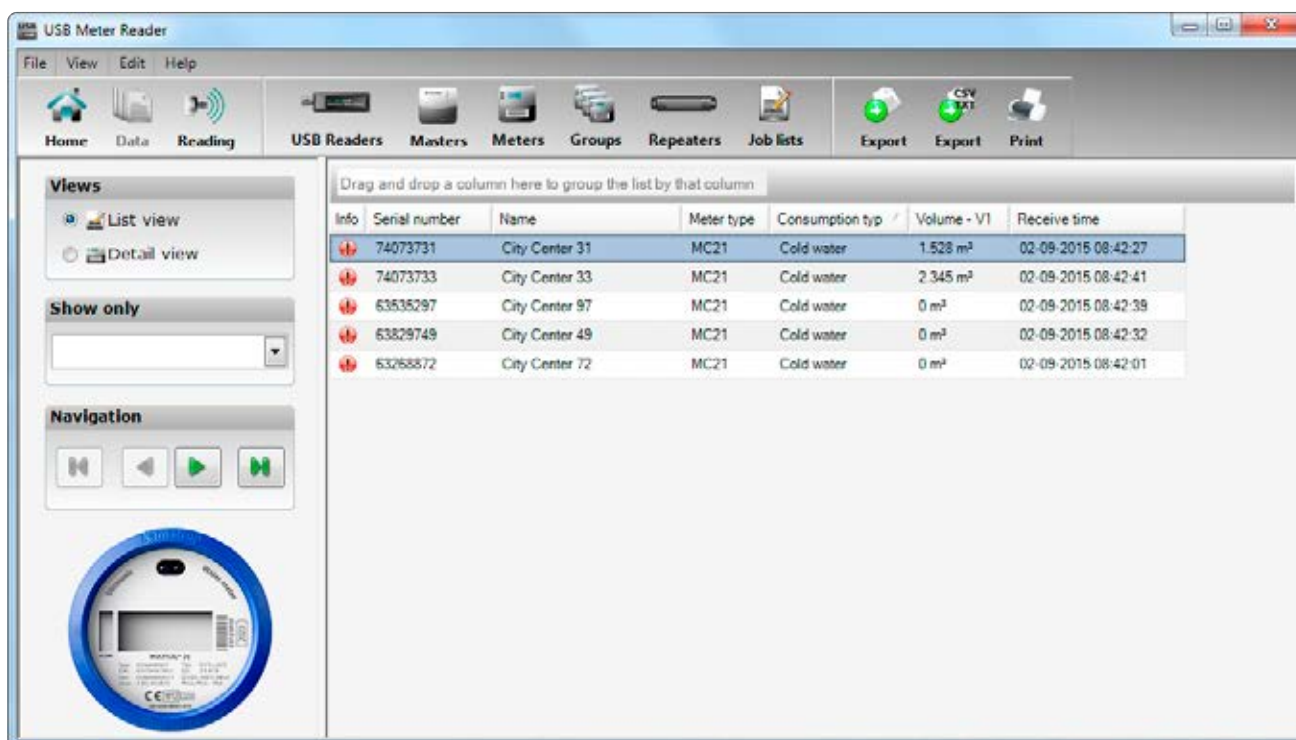 USB Meter Reader
File View Edit Help
CSV
TXT
Home Data Reading USB Readers Masters Meters Groups Repeaters Job lists Export Export Print
Views
List view
Detail view
Show only
Navigation
Drag and drop a column here to group the list by that column
Info Serial number Name Meter type Consumption typ Volume - V1 Receive time
74073731 City Center 31 MC21 Cold water 1.528 m³ 02-09-2015 08:42:27
74073733 City Center 33 MC21 Cold water 2.345 m³ 02-09-2015 08:42:41
63535297 City Center 97 MC21 Cold water 0 m³ 02-09-2015 08:42:39
63829749 City Center 49 MC21 Cold water 0 m³ 02-09-2015 08:42:32
63268872 City Center 72 MC21 Cold water 0 m³ 02-09-2015 08:42:01
Kamstrup
Water meter
CE